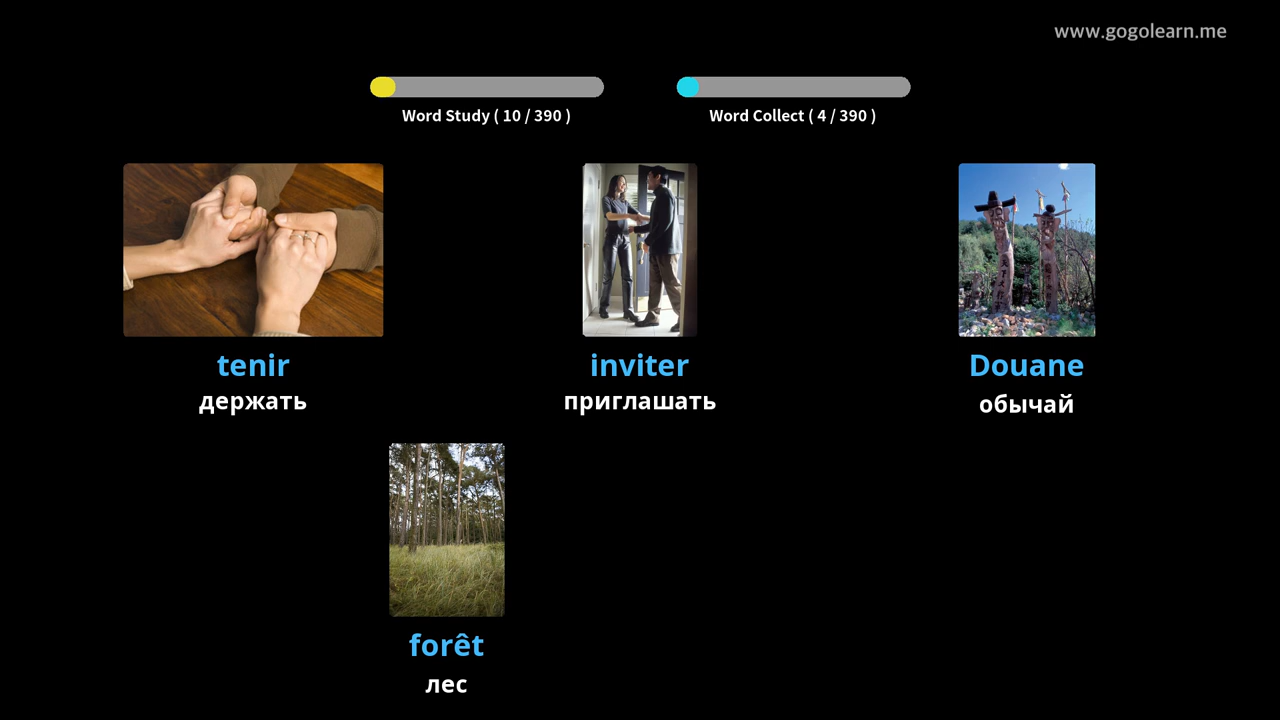 www.gogolearn.me
Word Study ( 10 / 390 )
Word Collect ( 4 / 390 )
tenir
держать
inviter
приглашать
Douane
обычай
forêt
лес